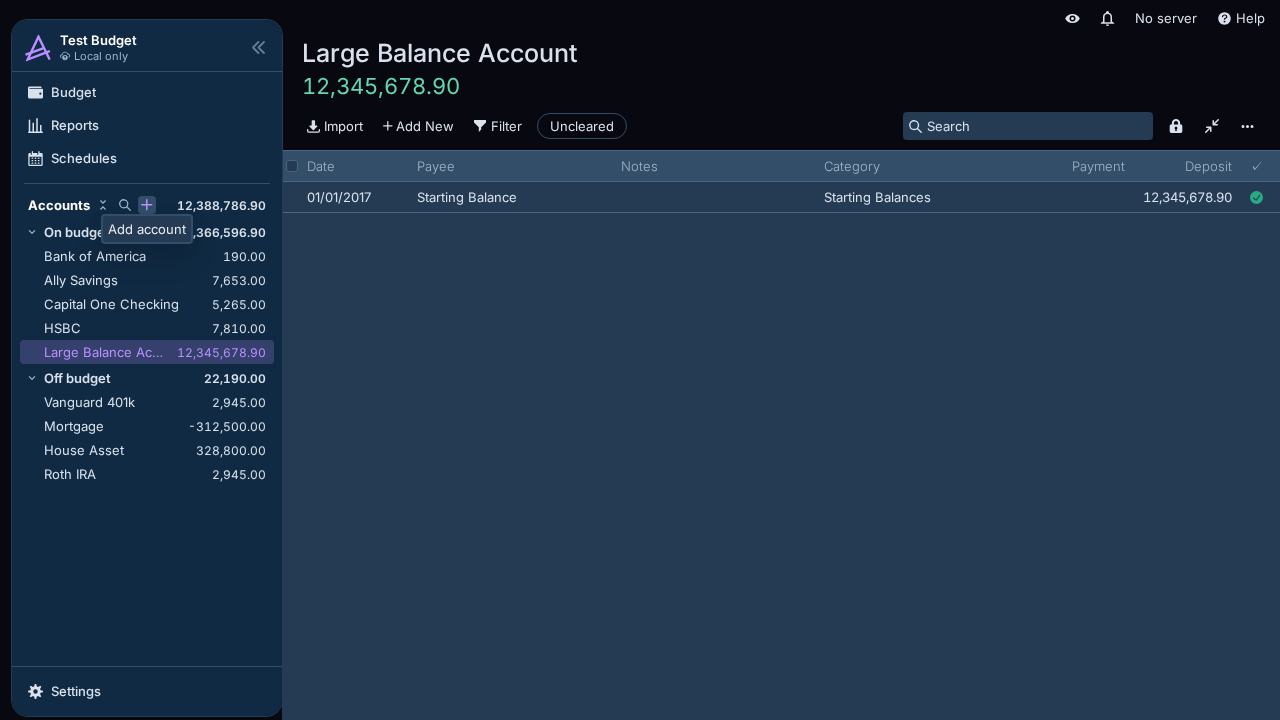 No server
Help
Test Budget
Local only
Budget
Reports
Schedules
Accounts 12,388,786.90
Add account
On budge ,366,596.90
Bank of America 190.00
Ally Savings 7,653.00
Capital One Checking 5,265.00
HSBC 7,810.00
Large Balance Ac... 12,345,678.90
Off budget 22,190.00
Vanguard 401k 2,945.00
Mortgage -312,500.00
House Asset 328,800.00
Roth IRA 2,945.00
Settings
Large Balance Account
12,345,678.90
Import Add New Filter Uncleared Search
Date Payee Notes Category Payment Deposit
01/01/2017 Starting Balance Starting Balances 12,345,678.90